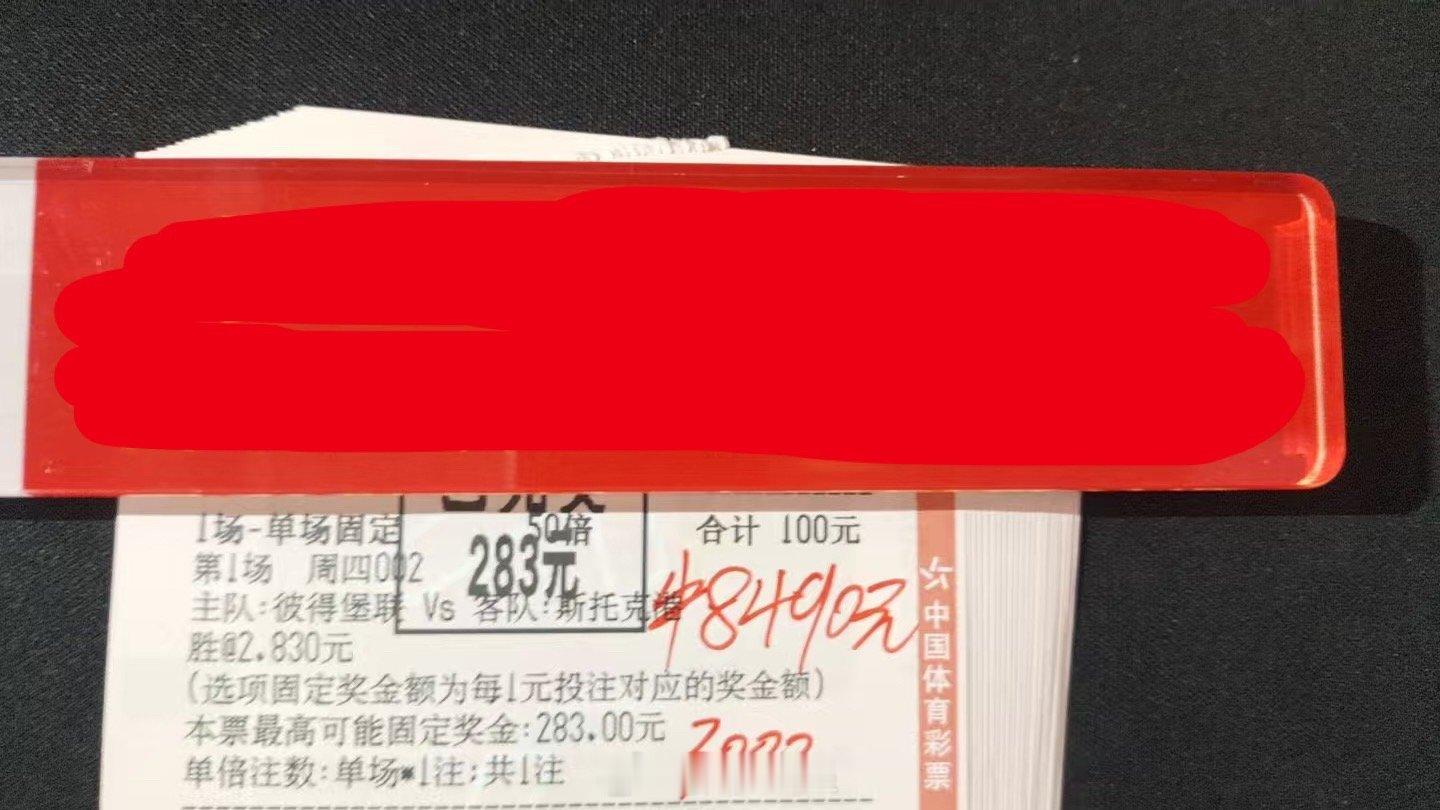 1场-单场固定 50倍 合计 100元
283元
第1场 周四002
主队:彼得堡联 Vs 客队:斯托克港
中8490元
胜@2.830元
(选项固定奖金额为每1元投注对应的奖金额)
本票最高可能固定奖金:283.00元
单倍注数:单场*1注;共1注
中国体育彩票